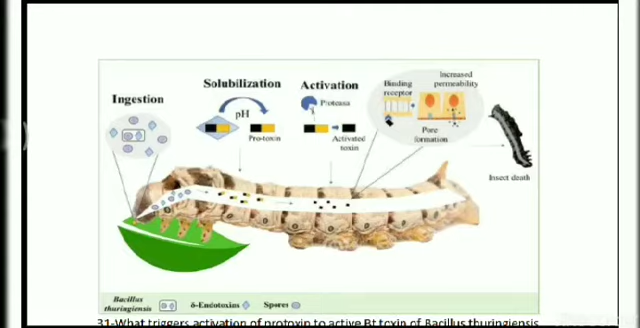 Ingestion
Solubilization
pH
Pro-toxin
Activation
Protease
Activated
toxin
Binding
receptor
Increased
permeability
Pore
formation
Insect death
Bacillus
thuringiensis
δ-Endotoxins
Spores
31-What triggers activation of protoxin to active Bt toxin of Bacillus thuringiensis